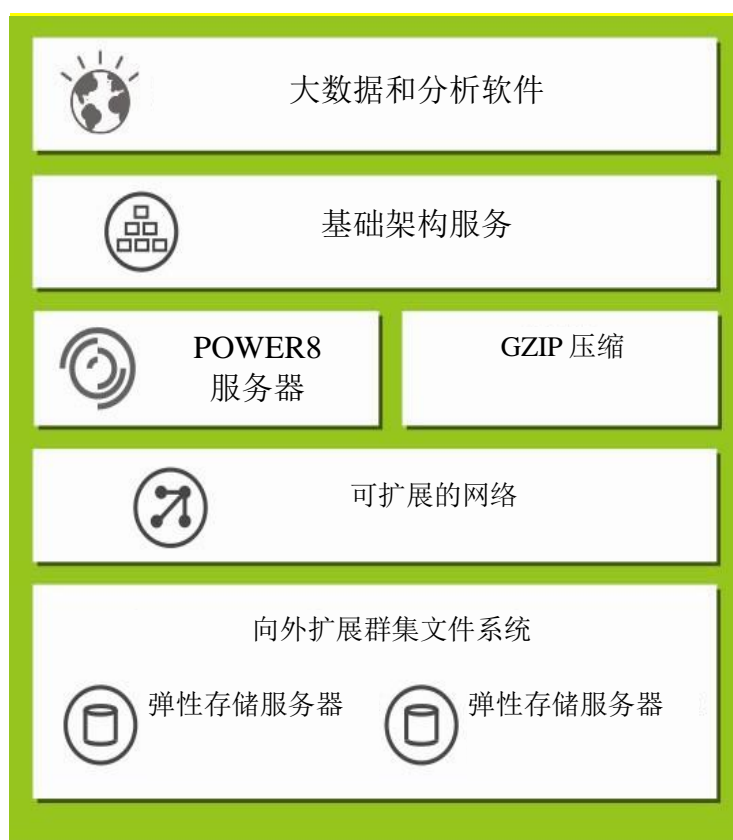 大数据和分析软件
基础架构服务
POWER8
服务器
GZIP 压缩
可扩展的网络
向外扩展群集文件系统
弹性存储服务器
弹性存储服务器